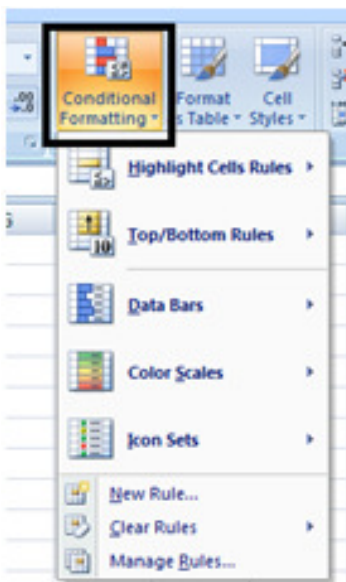 Conditional Formatting
Format s Table
Cell Styles
Highlight Cells Rules
Top/Bottom Rules
Data Bars
Color Scales
Icon Sets
New Rule...
Clear Rules
Manage Rules...